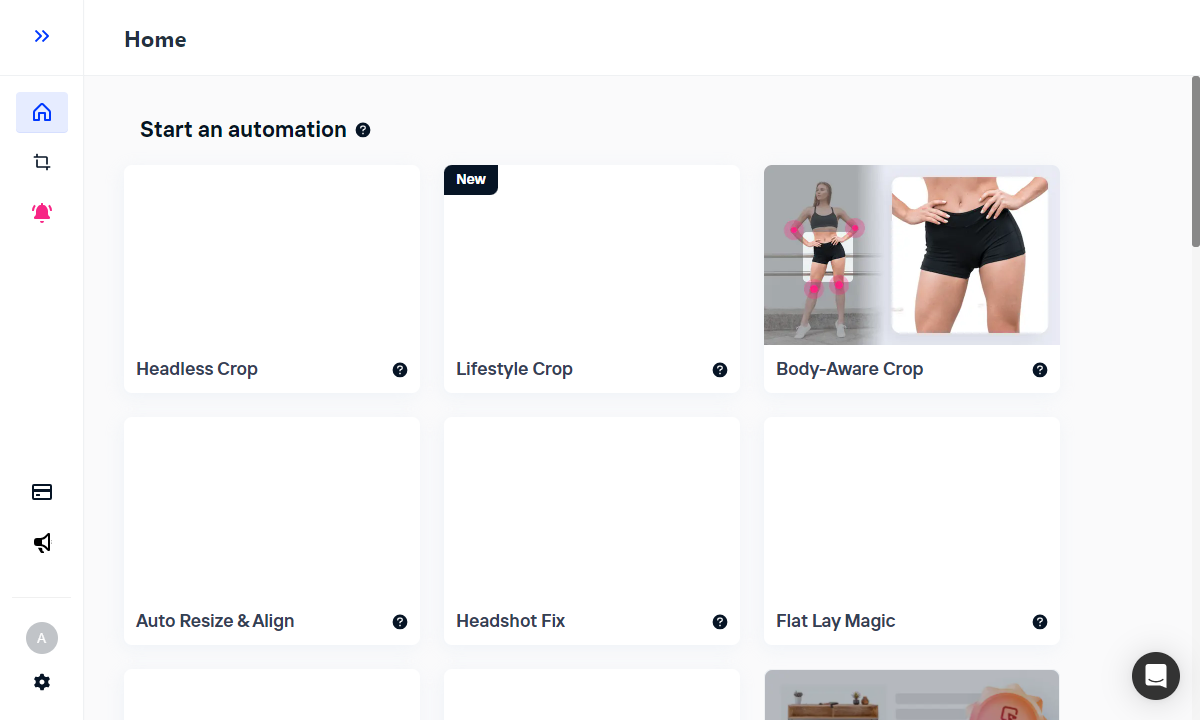 Home
Start an automation
New
Headless Crop
Lifestyle Crop
Body-Aware Crop
Auto Resize & Align
Headshot Fix
Flat Lay Magic
A